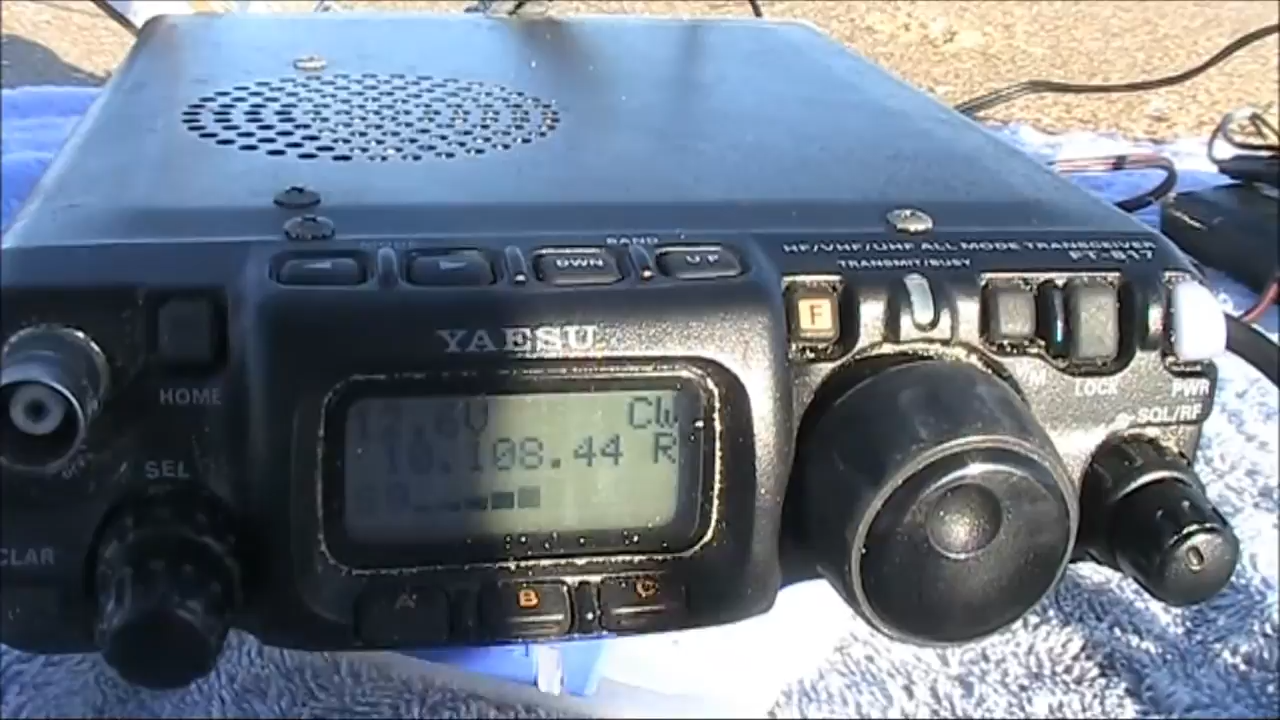 MODE
BAND
DWN
UP
HF/VHF/UHF ALL MODE TRANSCEIVER
FT-817
TRANSMIT/BUSY
F
V/M
LOCK
PWR
YAESU
HOME
SQL/RF
CW
10.108.44 R
SEL
CLAR
A
B
C